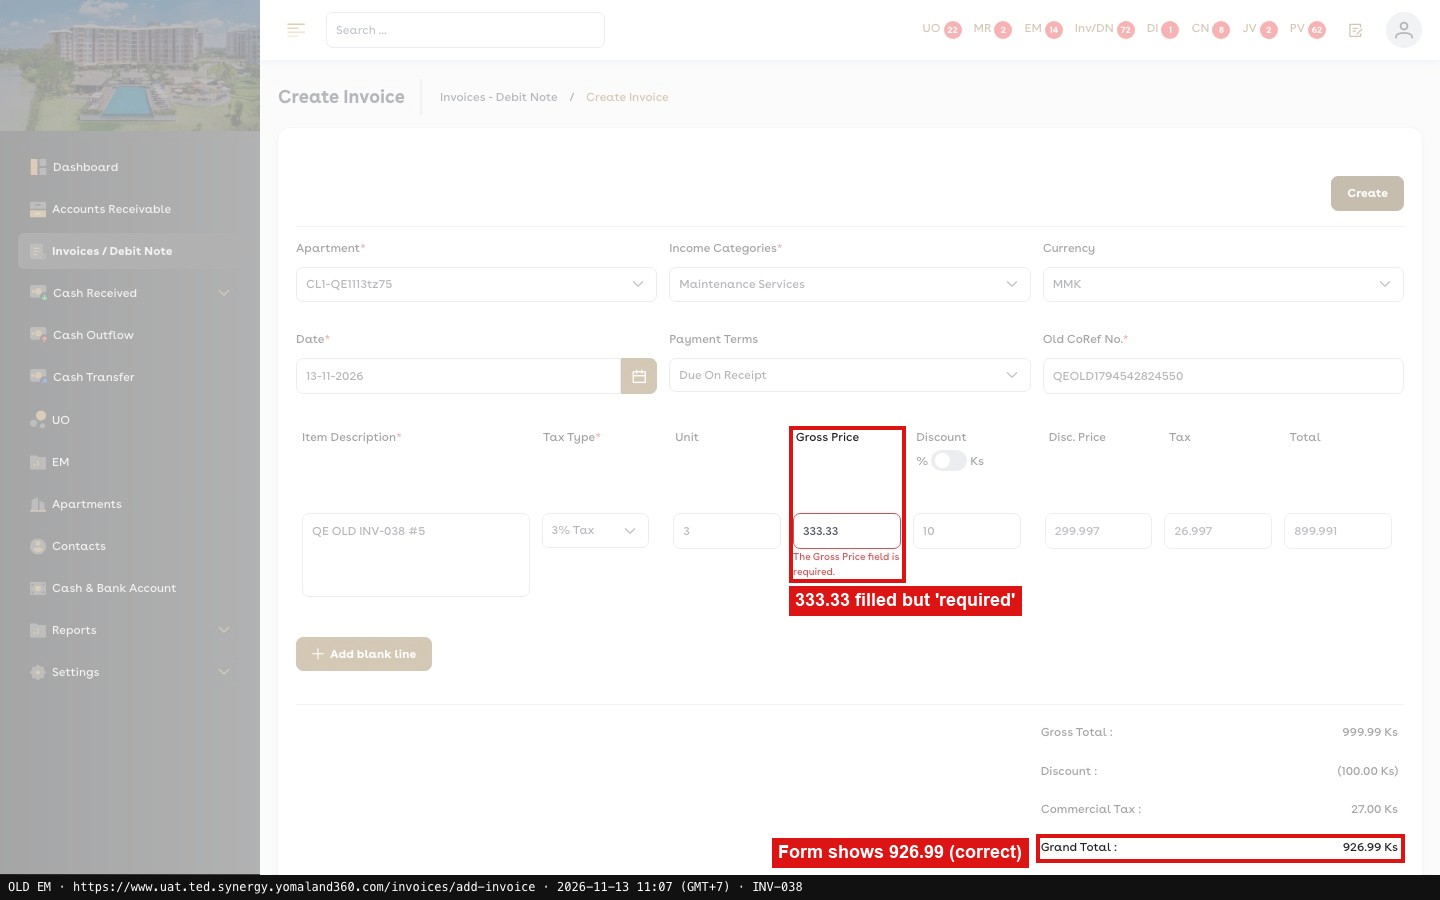 Search ...
UO 22 MR 2 EM 14 Inv/DN 72 DI 1 CN 8 JV 2 PV 62
Create Invoice
Invoices - Debit Note / Create Invoice
Dashboard
Accounts Receivable
Invoices / Debit Note
Cash Received
Cash Outflow
Cash Transfer
UO
EM
Apartments
Contacts
Cash & Bank Account
Reports
Settings
Create
Apartment* Income Categories* Currency
CL1-QE1113tz75 Maintenance Services MMK
Date* Payment Terms Old CoRef No.*
13-11-2026 Due On Receipt QEOLD1794542824550
Item Description* Tax Type* Unit Gross Price Discount Disc. Price Tax Total
% Ks
QE OLD INV-038 #5 3% Tax 3 333.33 10 299.997 26.997 899.991
The Gross Price field is
required.
333.33 filled but 'required'
Add blank line
Gross Total : 999.99 Ks
Discount : (100.00 Ks)
Commercial Tax : 27.00 Ks
Form shows 926.99 (correct)
Grand Total : 926.99 Ks
OLD EM · https://www.uat.ted.synergy.yomaland360.com/invoices/add-invoice · 2026-11-13 11:07 (GMT+7) · INV-038